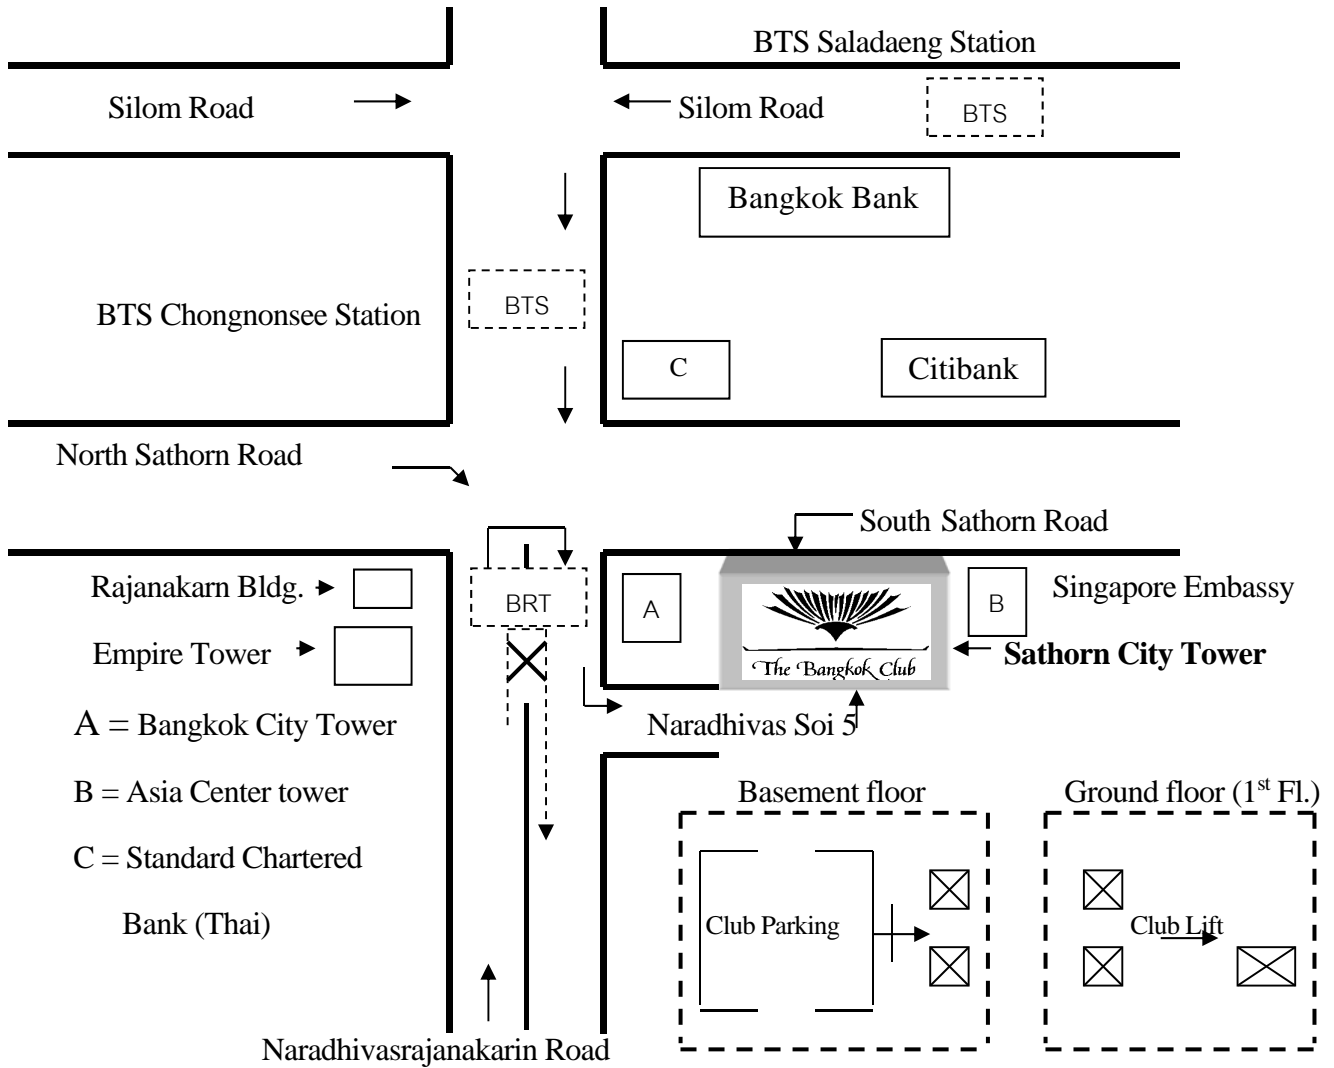 BTS Saladaeng Station
Silom Road
Silom Road
BTS
Bangkok Bank
BTS Chongnonsee Station
BTS
C
Citibank
North Sathorn Road
South Sathorn Road
Rajanakarn Bldg.
BRT
A
The Bangkok Club
B
Singapore Embassy
Empire Tower
Sathorn City Tower
A = Bangkok City Tower
Naradhivas Soi 5
B = Asia Center tower
C = Standard Chartered
Bank (Thai)
Basement floor
Club Parking
Ground floor (1st Fl.)
Club Lift
Naradhivasrajanakarin Road